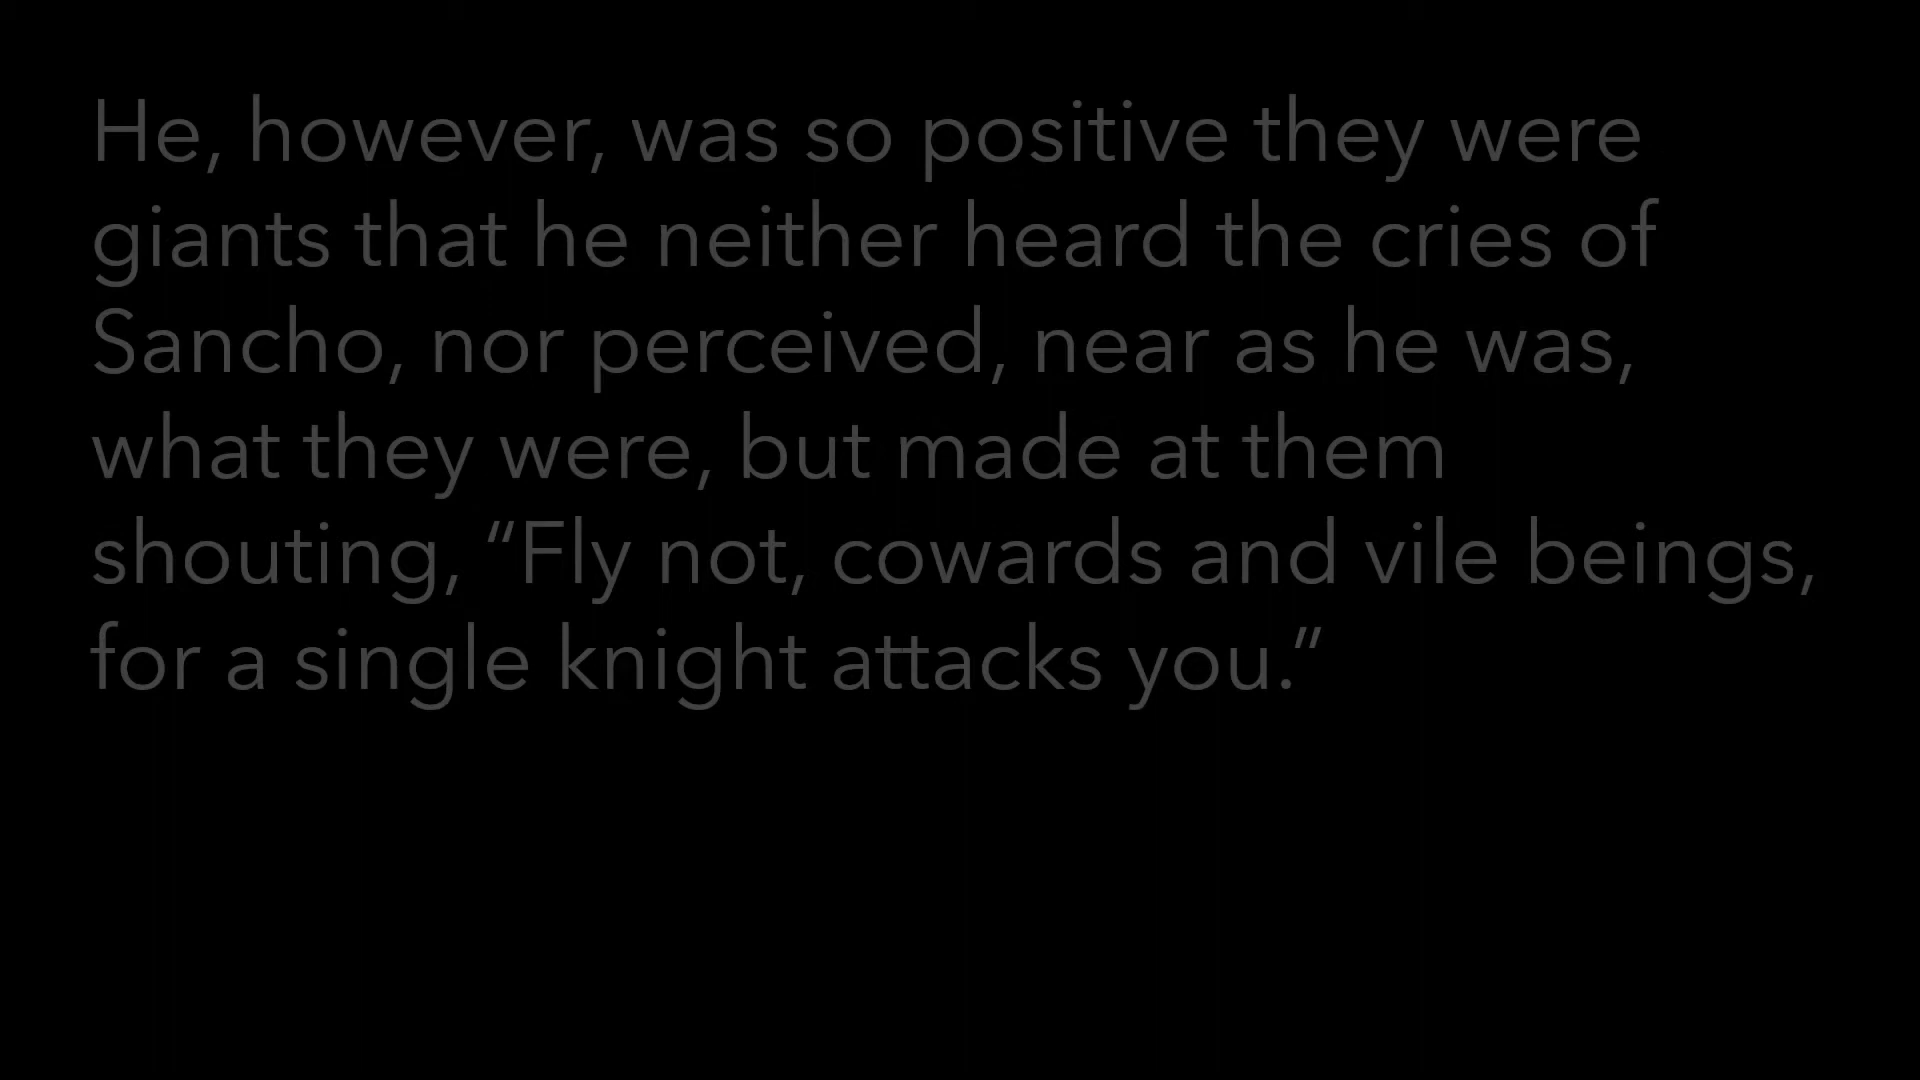 He, however, was so positive they were
giants that he neither heard the cries of
Sancho, nor perceived, near as he was,
what they were, but made at them
shouting, “Fly not, cowards and vile beings,
for a single knight attacks you.”